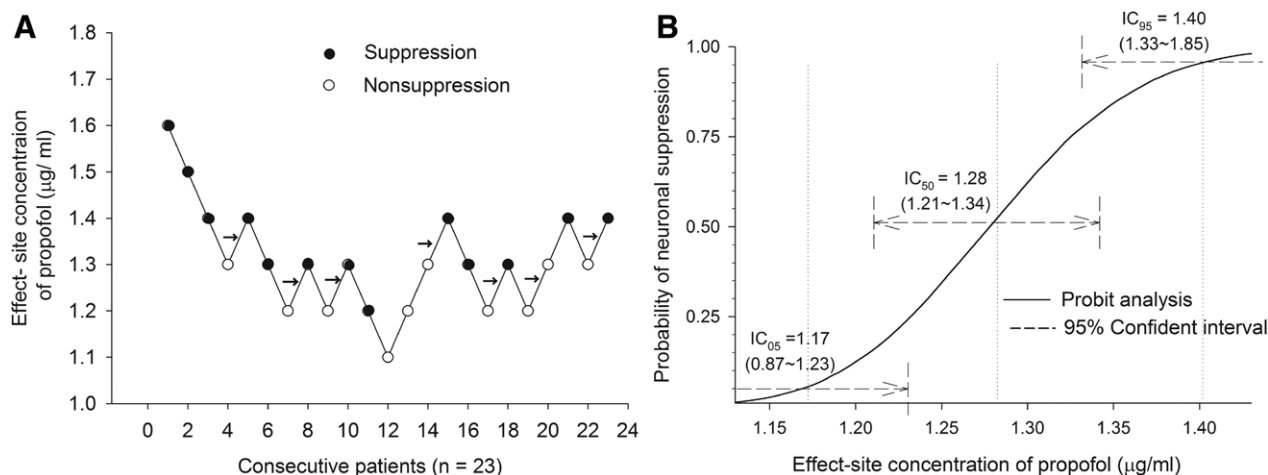 A
1.8
1.7
1.6
1.5
1.4
1.3
1.2
1.1
1.0
Effect- site concentraion
of propofol (μg/ ml)
Suppression
Nonsuppression
0 2 4 6 8 10 12 14 16 18 20 22 24
Consecutive patients (n = 23)
B
IC95 = 1.40
(1.33~1.85)
1.00
0.75
0.50
0.25
Probability of neuronal suppression
IC50 = 1.28
(1.21~1.34)
Probit analysis
95% Confident interval
IC05 =1.17
(0.87~1.23)
1.15 1.20 1.25 1.30 1.35 1.40
Effect-site concentration of propofol (μg/ml)